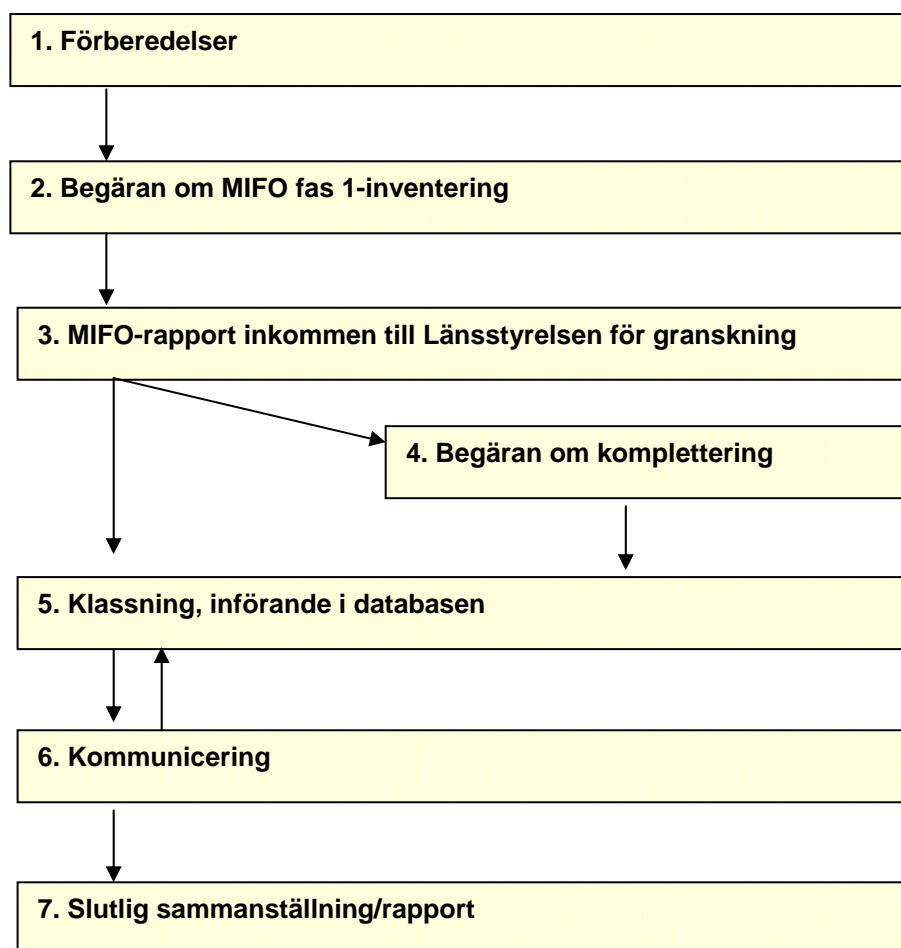 1. Förberedelser
2. Begäran om MIFO fas 1-inventering
3. MIFO-rapport inkommen till Länsstyrelsen för granskning
4. Begäran om komplettering
5. Klassning, införande i databasen
6. Kommunicering
7. Slutlig sammanställning/rapport